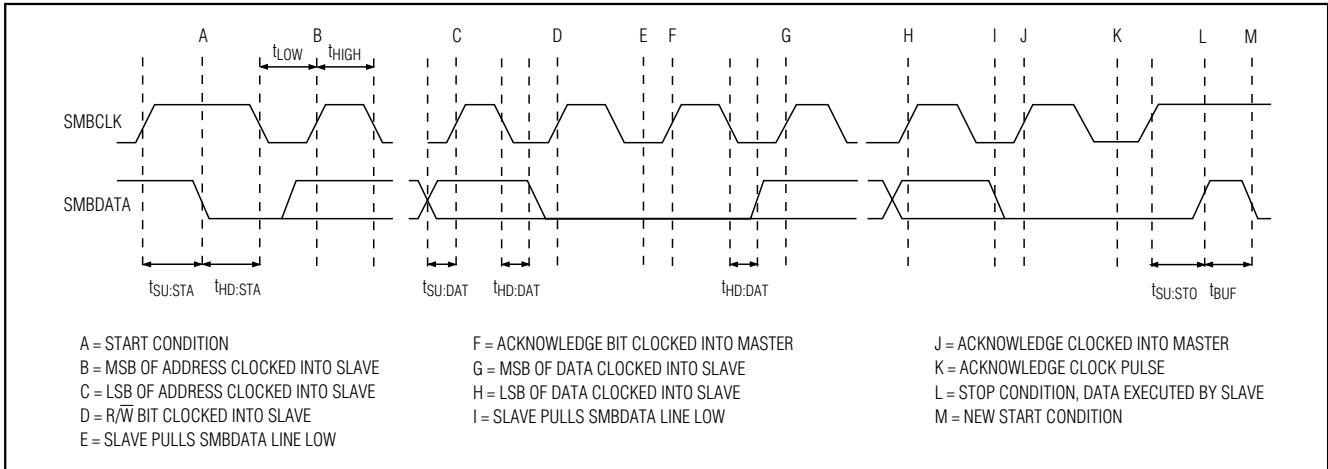 A B C D E F G H I J K L M
tLOW tHIGH
SMBCLK
SMBDATA
tSU:STA tHD:STA tSU:DAT tHD:DAT tHD:DAT tSU:STO tBUF
A = START CONDITION
B = MSB OF ADDRESS CLOCKED INTO SLAVE
C = LSB OF ADDRESS CLOCKED INTO SLAVE
D = R/W̅ BIT CLOCKED INTO SLAVE
E = SLAVE PULLS SMBDATA LINE LOW
F = ACKNOWLEDGE BIT CLOCKED INTO MASTER
G = MSB OF DATA CLOCKED INTO SLAVE
H = LSB OF DATA CLOCKED INTO SLAVE
I = SLAVE PULLS SMBDATA LINE LOW
J = ACKNOWLEDGE CLOCKED INTO MASTER
K = ACKNOWLEDGE CLOCK PULSE
L = STOP CONDITION, DATA EXECUTED BY SLAVE
M = NEW START CONDITION